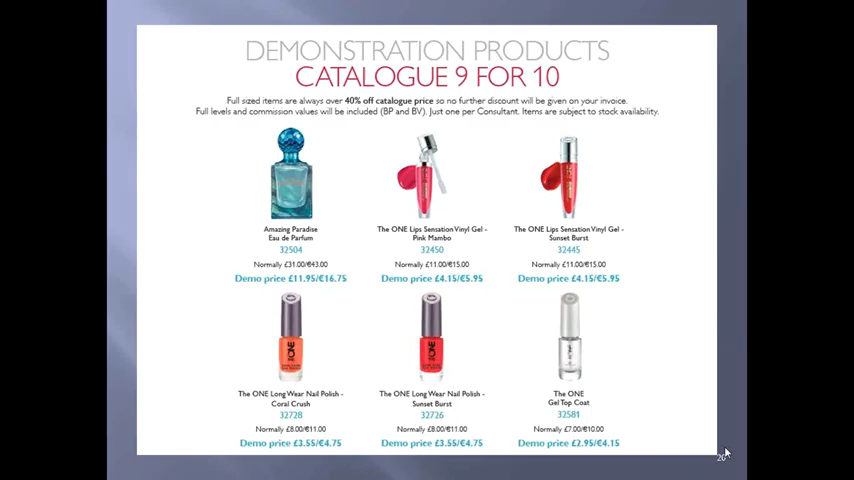 DEMONSTRATION PRODUCTS
CATALOGUE 9 FOR 10
Full sized items are always over 40% off catalogue price so no further discount will be given on your invoice.
Full levels and commission values will be included (BP and BV). Just one per Consultant. Items are subject to stock availability.
Amazing Paradise
Eau de Parfum
32504
Normally £31.00/€43.00
Demo price £11.95/€16.75
The ONE Lips Sensation Vinyl Gel -
Pink Mambo
32450
Normally £11.00/€15.00
Demo price £4.15/€5.95
The ONE Lips Sensation Vinyl Gel -
Sunset Burst
32445
Normally £11.00/€15.00
Demo price £4.15/€5.95
The ONE Long Wear Nail Polish -
Coral Crush
32728
Normally £8.00/€11.00
Demo price £3.55/€4.75
The ONE Long Wear Nail Polish -
Sunset Burst
32726
Normally £8.00/€11.00
Demo price £3.55/€4.75
The ONE
Gel Top Coat
32581
Normally £7.00/€10.00
Demo price £2.95/€4.15
20